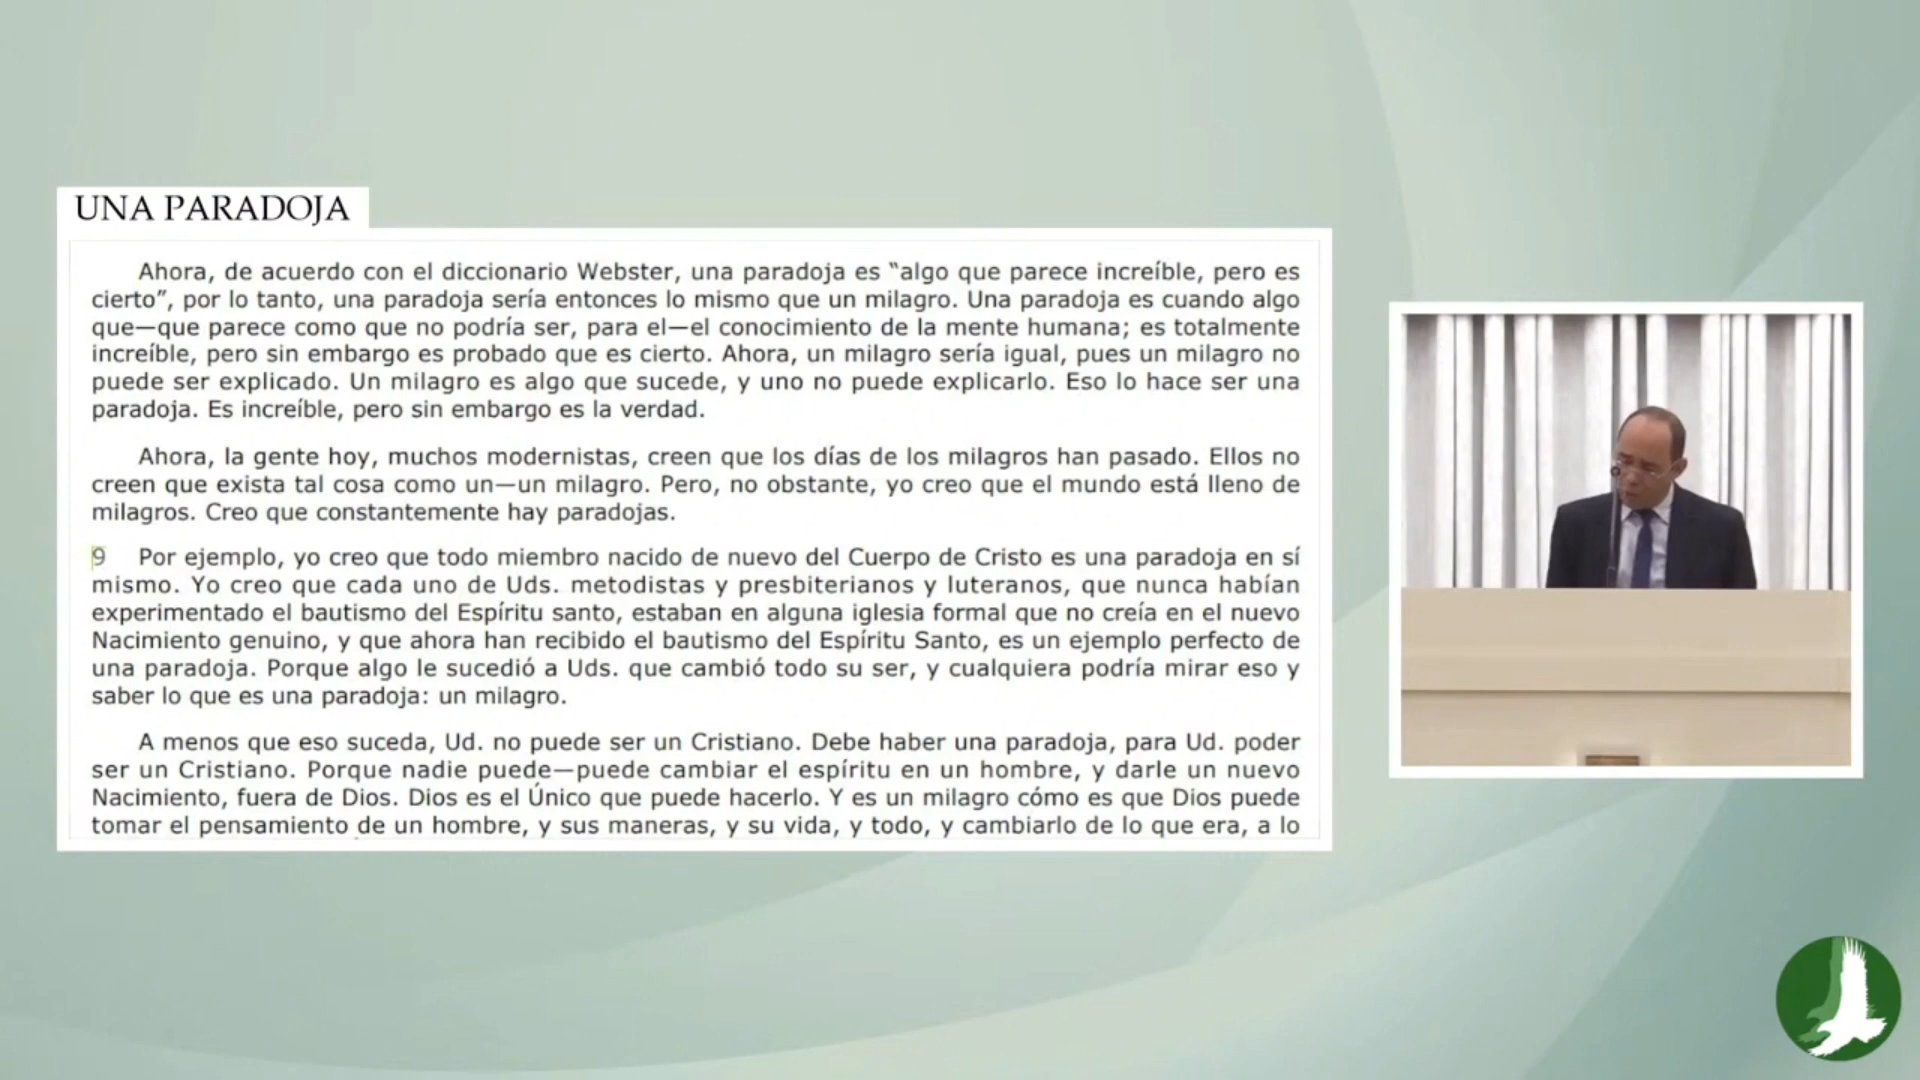 UNA PARADOJA
Ahora, de acuerdo con el diccionario Webster, una paradoja es “algo que parece increíble, pero es
cierto”, por lo tanto, una paradoja sería entonces lo mismo que un milagro. Una paradoja es cuando algo
que—que parece como que no podría ser, para el—el conocimiento de la mente humana; es totalmente
increíble, pero sin embargo es probado que es cierto. Ahora, un milagro sería igual, pues un milagro no
puede ser explicado. Un milagro es algo que sucede, y uno no puede explicarlo. Eso lo hace ser una
paradoja. Es increíble, pero sin embargo es la verdad.
Ahora, la gente hoy, muchos modernistas, creen que los días de los milagros han pasado. Ellos no
creen que exista tal cosa como un—un milagro. Pero, no obstante, yo creo que el mundo está lleno de
milagros. Creo que constantemente hay paradojas.
9 Por ejemplo, yo creo que todo miembro nacido de nuevo del Cuerpo de Cristo es una paradoja en sí
mismo. Yo creo que cada uno de Uds. metodistas y presbiterianos y luteranos, que nunca habían
experimentado el bautismo del Espíritu santo, estaban en alguna iglesia formal que no creía en el nuevo
Nacimiento genuino, y que ahora han recibido el bautismo del Espíritu Santo, es un ejemplo perfecto de
una paradoja. Porque algo le sucedió a Uds. que cambió todo su ser, y cualquiera podría mirar eso y
saber lo que es una paradoja: un milagro.
A menos que eso suceda, Ud. no puede ser un Cristiano. Debe haber una paradoja, para Ud. poder
ser un Cristiano. Porque nadie puede—puede cambiar el espíritu en un hombre, y darle un nuevo
Nacimiento, fuera de Dios. Dios es el Único que puede hacerlo. Y es un milagro cómo es que Dios puede
tomar el pensamiento de un hombre, y sus maneras, y su vida, y todo, y cambiarlo de lo que era, a lo